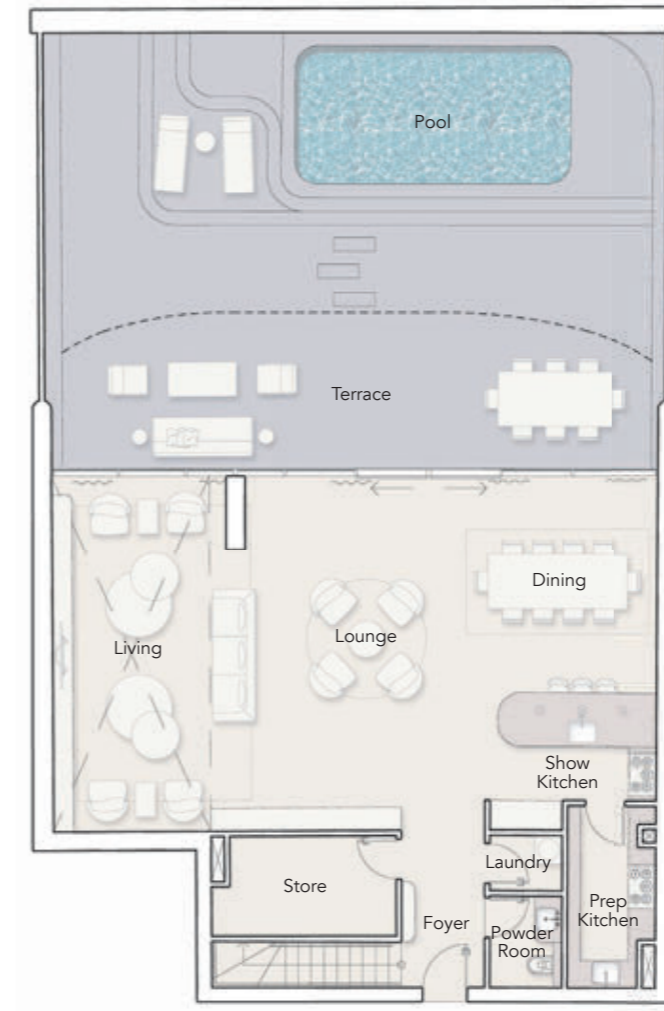 Pool
Terrace
Dining
Lounge
Living
Show
Kitchen
Laundry
Store
Prep
Kitchen
Foyer
Powder
Room